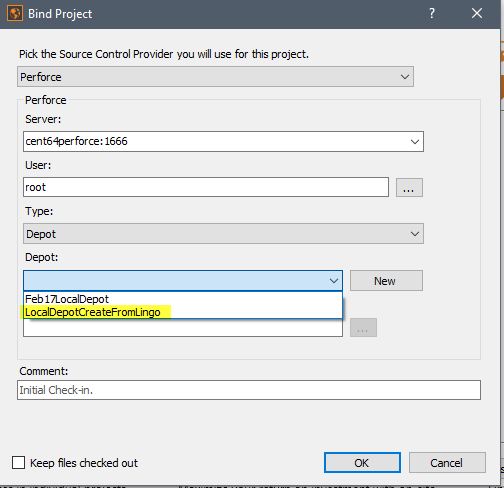 Bind Project
?
Pick the Source Control Provider you will use for this project.
Perforce
Perforce
Server:
cent64perforce:1666
User:
root
...
Type:
Depot
Depot:
New
Feb17LocalDepot
LocalDepotCreateFromLingo
...
Comment:
Initial Check-in.
Keep files checked out
OK
Cancel